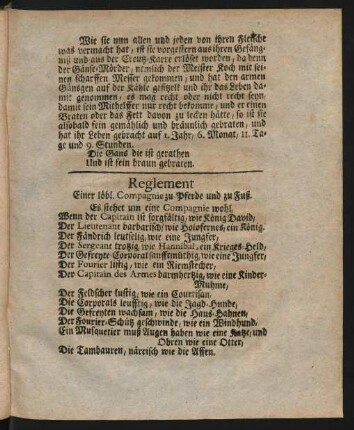 Wie sie nun allen und jeden von ihren Fleische
was vermacht hat, ist sie vorgestern aus ihren Gefäng-
niß und aus der Creutz-Karre erlöset worden, da denn
der Gänse-Mörder, nemlich der Meister Koch mit sei-
nen scharffen Messer gekommen, und hat den armen
Gänsgen auf der Kähle gefitzelt und ihr das Leben da-
mit genommen, es mag recht oder nicht recht seyn,
damit sein Mithelffer nur recht bekomme, und er einen
Braten oder das Fett davon zu lecken hätte, so ist sie
alsobald fein gemählich und bräunlich gebraten, und
hat ihr Leben gebracht auf 1. Jahr, 6. Monat, 11. Ta-
ge und 9. Stunden.
Die Gans die ist gerathen
Und ist fein braun gebraten.
Reglement
Einer löbl. Compagnie zu Pferde und zu Fuß.
Es stehet um eine Compagnie wohl,
Wenn der Capitain ist sorgfältig, wie König David,
Der Lieutenant barbarisch, wie Holofernes, ein König.
Der Fändrich leutselig, wie eine Jungfer,
Der Sergeant trotzig wie Hannibal, ein Krieges-Held,
Der Gefreyte-Corporal sanfftmüthig, wie eine Jungfer,
Der Fourier listig, wie ein Riemstecher,
Der Capitain des Armes barmhertzig, wie eine Kinder-
Muhme,
Der Feldscher lustig, wie ein Courtisan,
Die Corporals leufftig, wie die Jagd-Hunde,
Die Gefreyten wachsam, wie die Haus-Hahnen,
Der Fourier-Schütz geschwinde, wie ein Windhund,
Ein Musquetier muß Augen haben wie eine Katze, und
Ohren wie eine Otter,
Die Tambauren, närrisch wie die Affen.